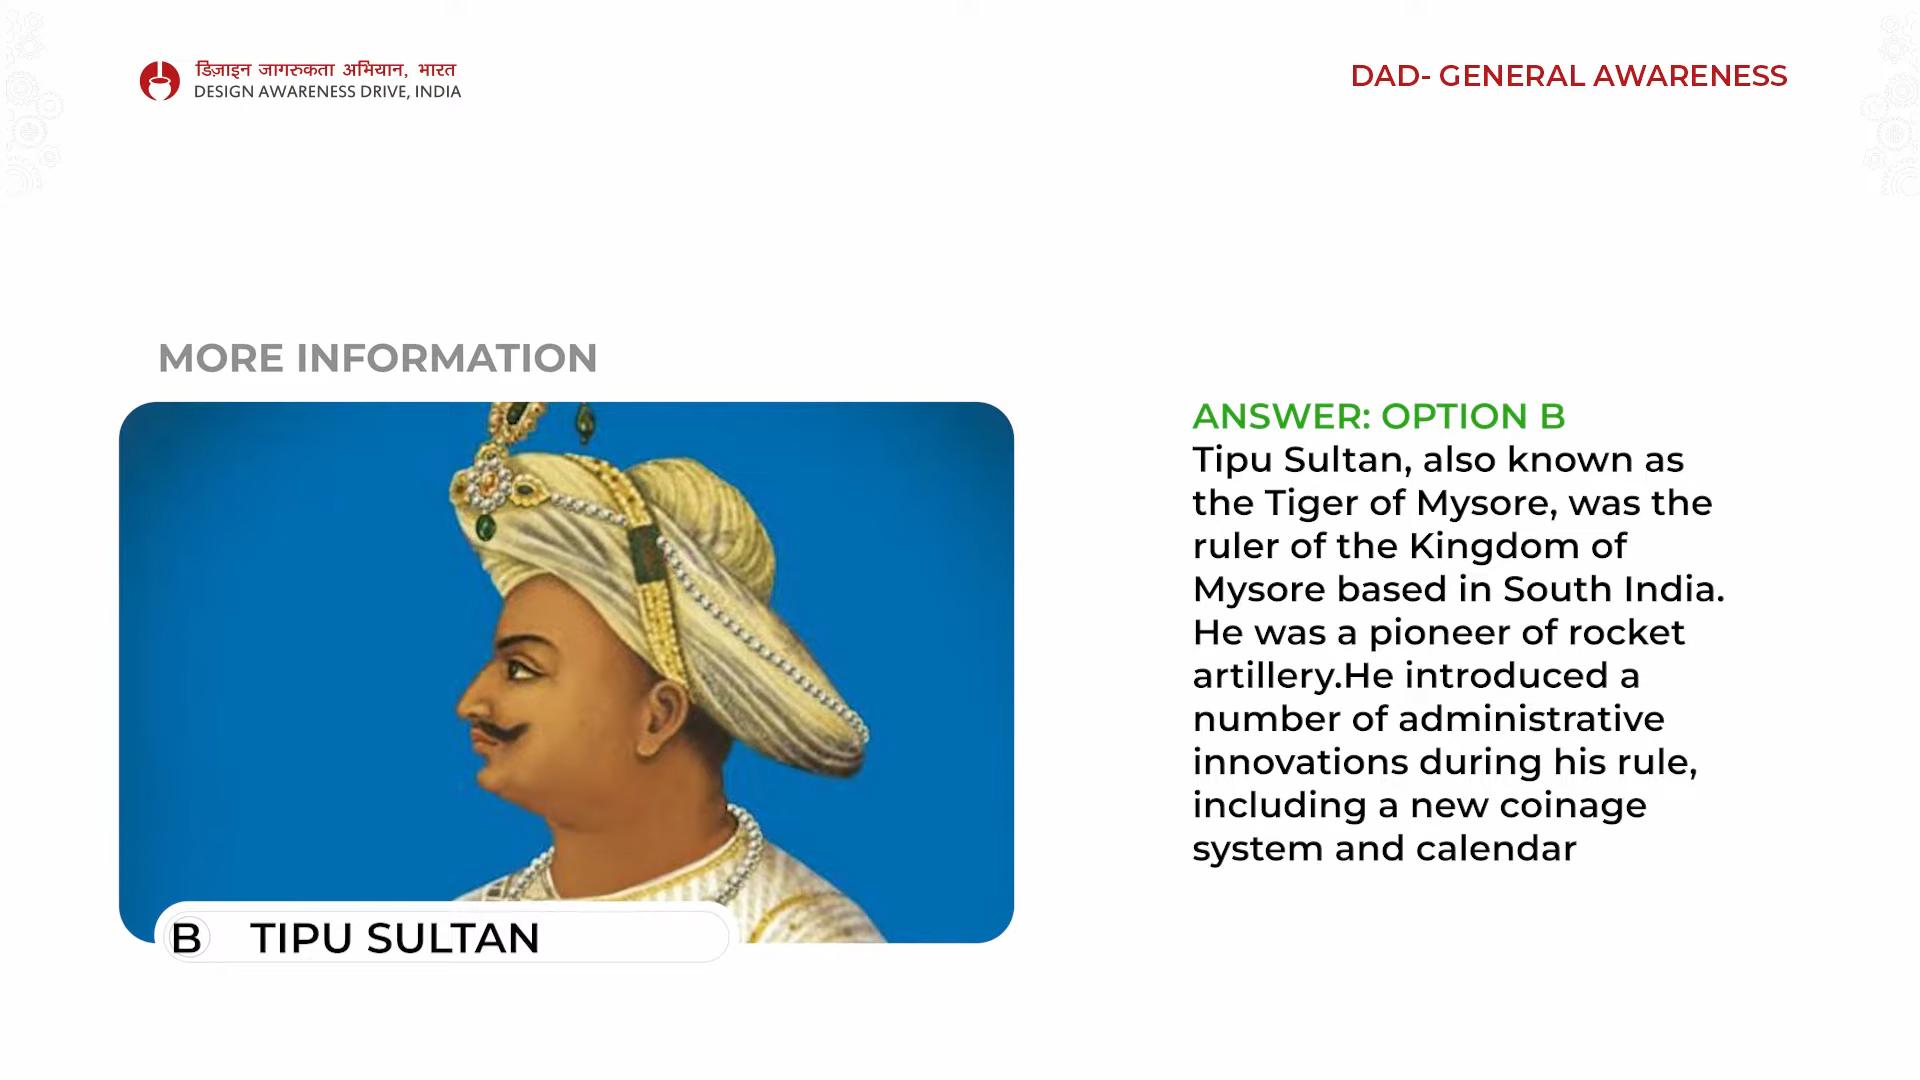 डिज़ाइन जागरुकता अभियान, भारत
DESIGN AWARENESS DRIVE, INDIA
DAD- GENERAL AWARENESS
MORE INFORMATION
B TIPU SULTAN
ANSWER: OPTION B
Tipu Sultan, also known as
the Tiger of Mysore, was the
ruler of the Kingdom of
Mysore based in South India.
He was a pioneer of rocket
artillery.He introduced a
number of administrative
innovations during his rule,
including a new coinage
system and calendar